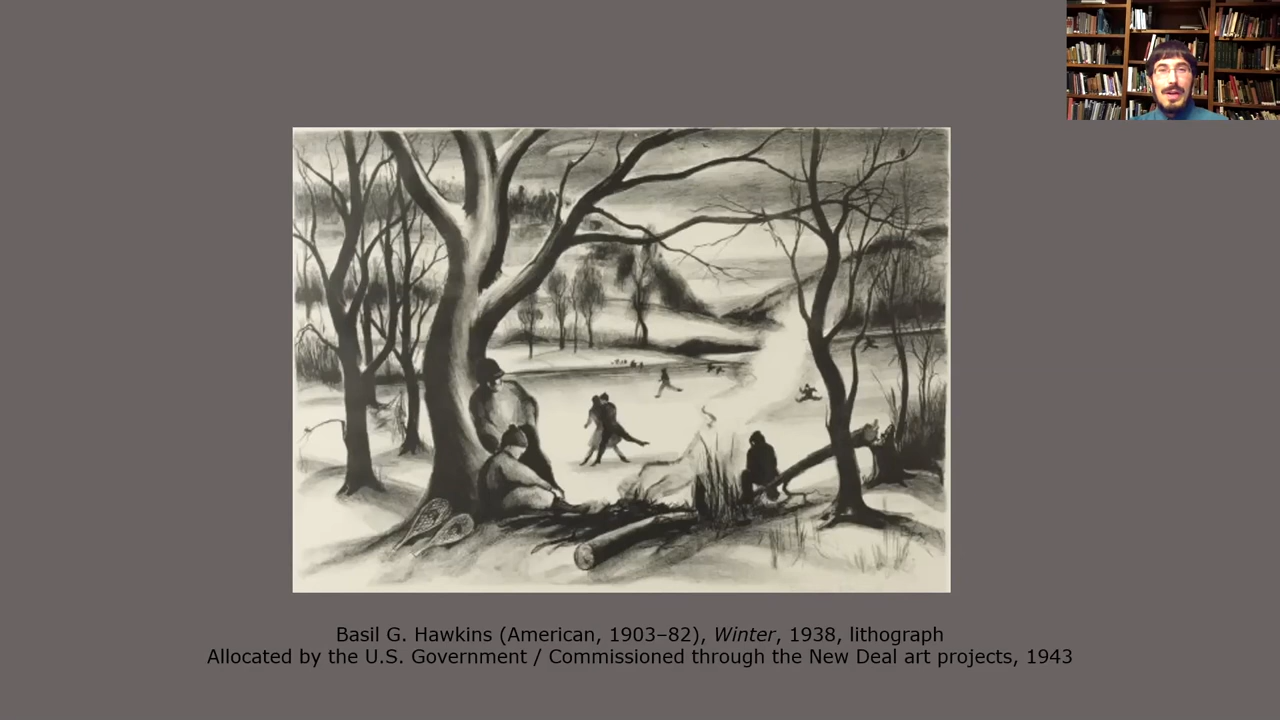 Basil G. Hawkins (American, 1903–82), Winter, 1938, lithograph
Allocated by the U.S. Government / Commissioned through the New Deal art projects, 1943